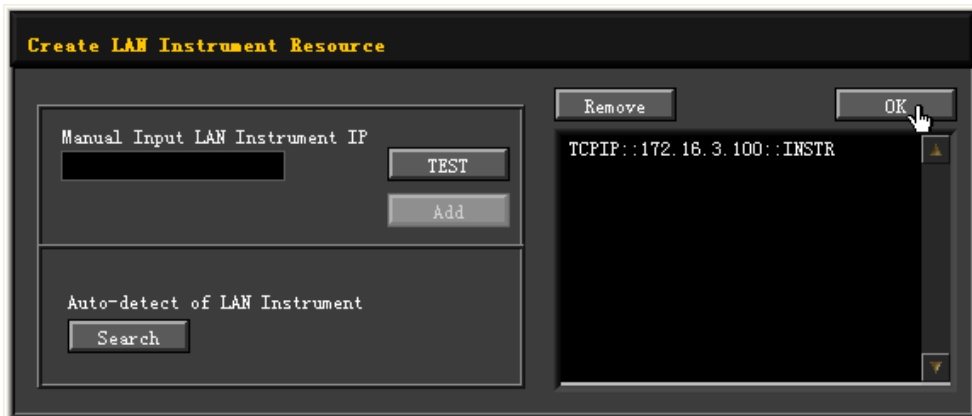 Create LAN Instrument Resource
Remove
OK
Manual Input LAN Instrument IP
TCPIP::172.16.3.100::INSTR
TEST
Add
Auto-detect of LAN Instrument
Search